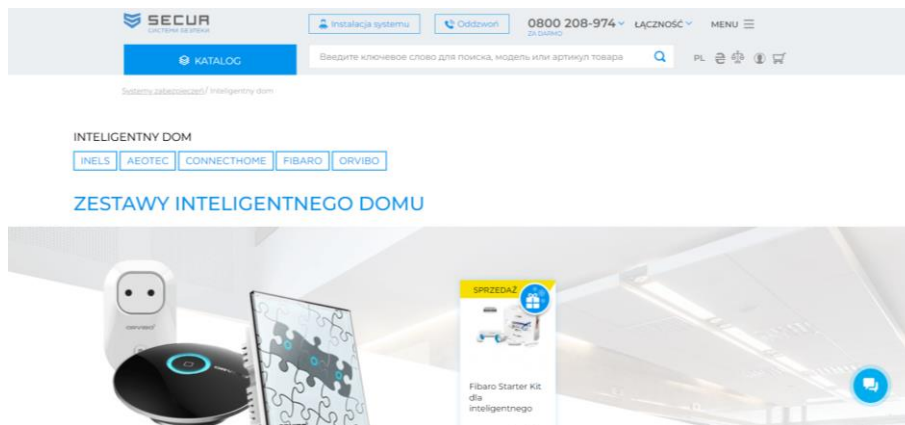 SECUR
СИСТЕМИ БЕЗПЕКИ
Instalacja systemu
Oddzwoń
0800 208-974
ZA DARMO
ŁĄCZNOŚĆ
MENU
KATALOG
Введите ключевое слово для поиска, модель или артикул товара
PL ₴
Systemy zabezpieczeń / Inteligentny dom
INTELIGENTNY DOM
INELS AEOTEC CONNECTHOME FIBARO ORVIBO
ZESTAWY INTELIGENTNEGO DOMU
SPRZEDAŻ
ORVIBO
Fibaro Starter Kit
dla
inteligentnego